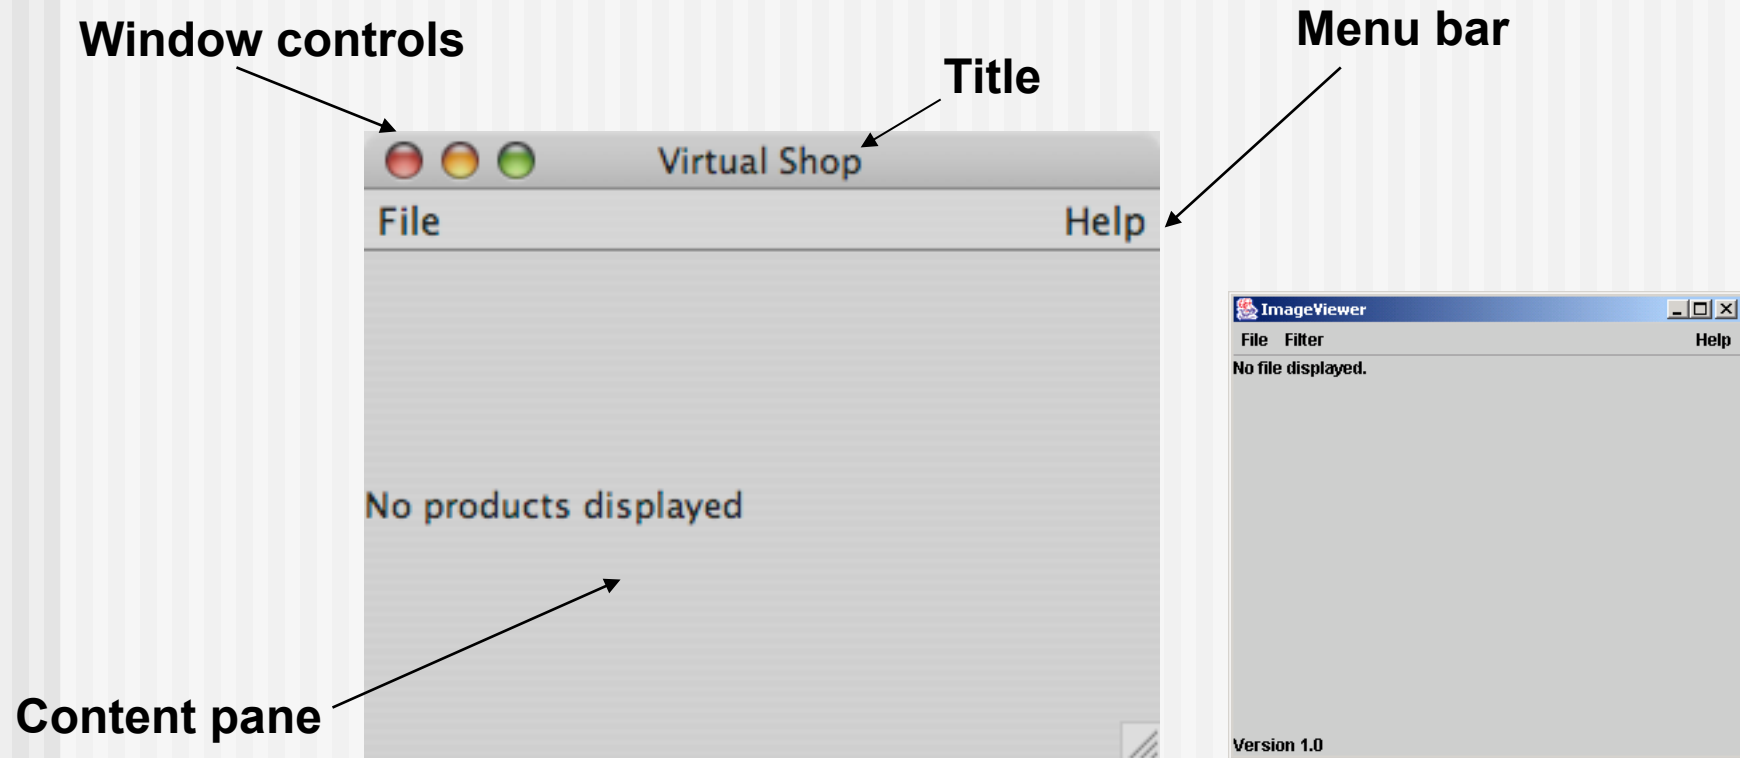 Window controls
Title
Menu bar
Virtual Shop
File Help
No products displayed
Content pane
ImageViewer
File Filter Help
No file displayed.
Version 1.0